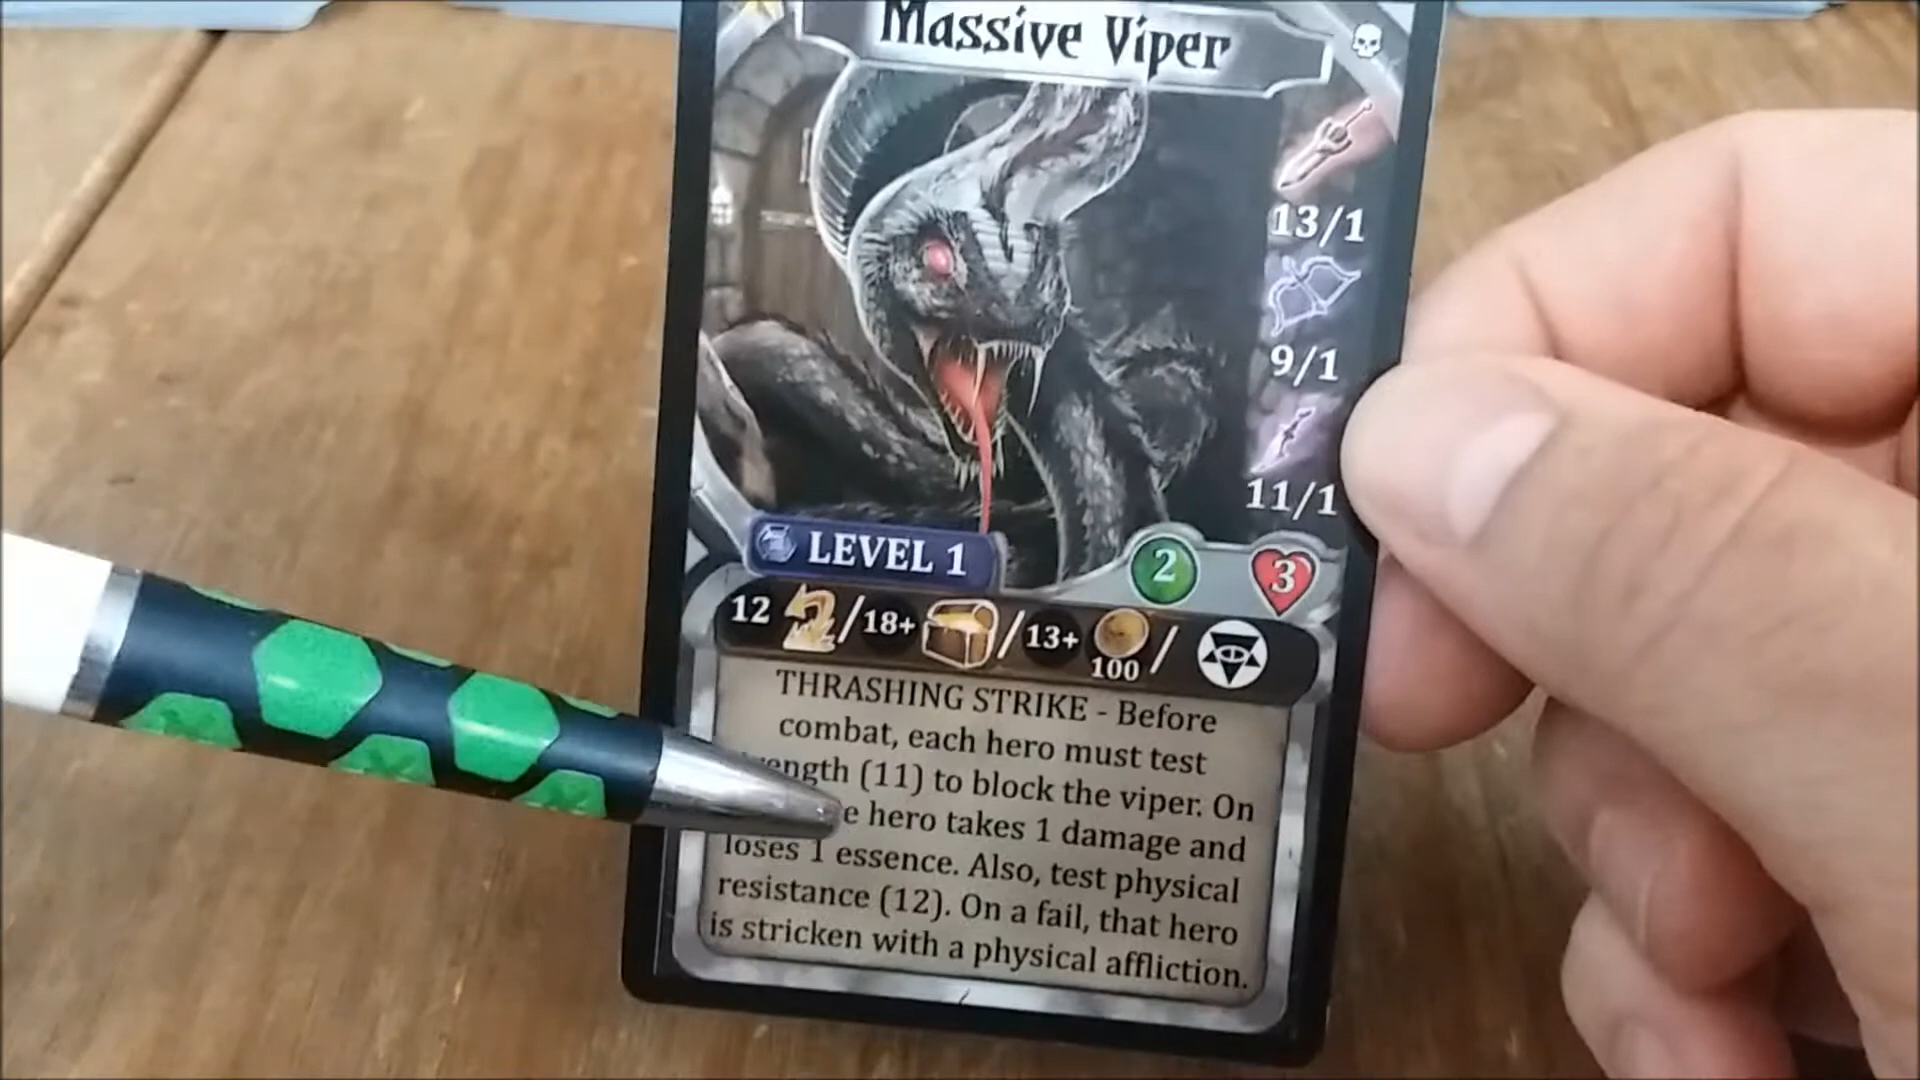 Massive Viper
13/1
9/1
11/1
LEVEL 1
2
3
12 / 18+ / 13+ 100 /
THRASHING STRIKE - Before
combat, each hero must test
(11) to block the viper. On
hero takes 1 damage and
loses 1 essence. Also, test physical
resistance (12). On a fail, that hero
is stricken with a physical affliction.